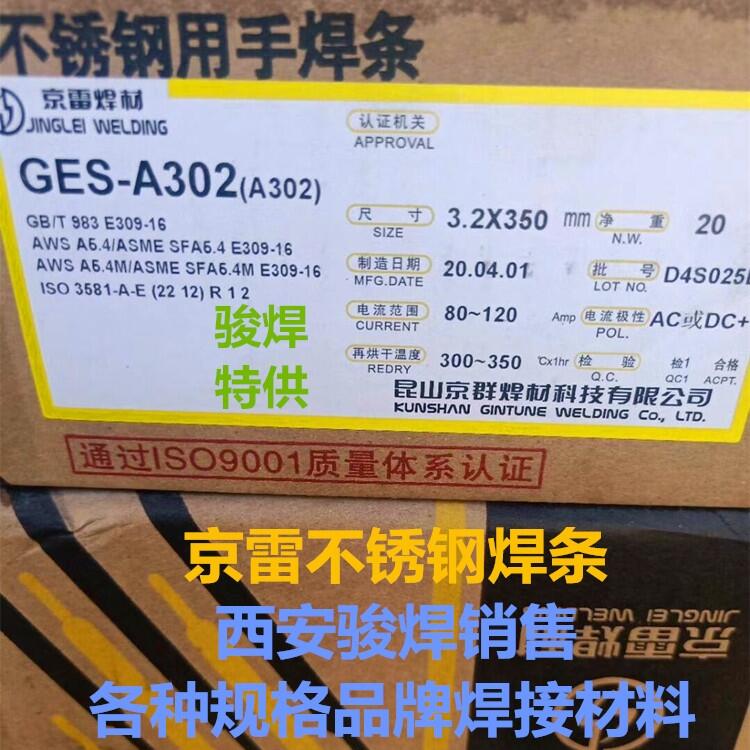 不锈钢用手焊条
京雷焊材
JINGLEI WELDING
认证机关
APPROVAL
GES-A302(A302)
GB/T 983 E309-16
AWS A5.4/ASME SFA5.4 E309-16
AWS A5.4M/ASME SFA5.4M E309-16
ISO 3581-A-E (22 12) R 1 2
尺寸 3.2X350 mm 净重 20
SIZE N.W.
制造日期 20.04.01 批号 D4S025
MFG.DATE LOT NO.
电流范围 80~120 Amp 电流极性 AC或DC+
CURRENT POL.
再烘干温度 300~350 ℃x1hr 检验 检1 合格
REDRY Q.C. QC1 ACPT.
骏焊
特供
昆山京群焊材科技有限公司
KUNSHAN GINTUNE WELDING Co., LTD.
通过ISO9001质量体系认证
京雷不锈钢焊条
西安骏焊销售
各种规格品牌焊接材料
京雷焊
JINGLEI WEL